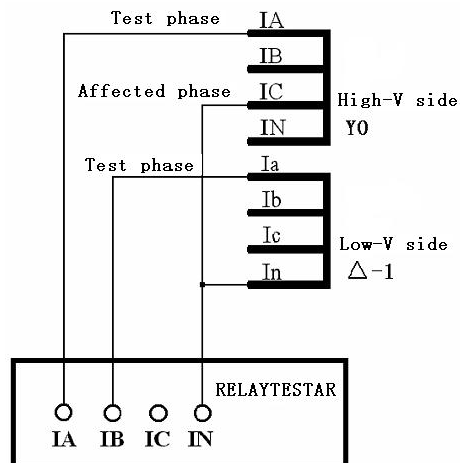 Test phase
IA
IB
Affected phase
IC
High-V side
IN
Y0
Test phase
Ia
Ib
Ic
Low-V side
In
△-1
RELAYTESTAR
IA IB IC IN